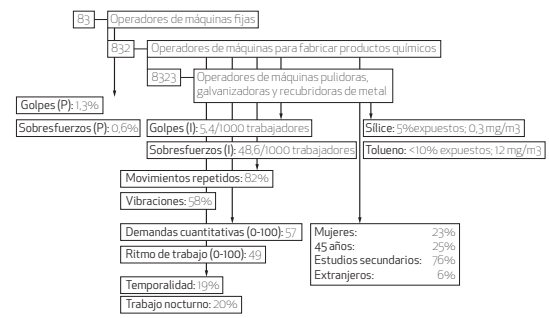 83 Operadores de máquinas fijas
832 Operadores de máquinas para fabricar productos químicos
8323 Operadores de máquinas pulidoras,
galvanizadoras y recubridoras de metal
Golpes (P): 1,3%
Sobresfuerzos (P): 0,6%
Golpes (I): 5,4/1000 trabajadores
Sílice: 5%expuestos; 0,3 mg/m3
Sobresfuerzos (I): 48,6/1000 trabajadores
Tolueno: <10% expuestos; 12 mg/m3
Movimientos repetidos: 82%
Vibraciones: 58%
Demandas cuantitativas (0-100): 57
Ritmo de trabajo (0-100): 49
Mujeres: 23%
45 años: 25%
Estudios secundarios: 76%
Extranjeros: 6%
Temporalidad: 19%
Trabajo nocturno: 20%